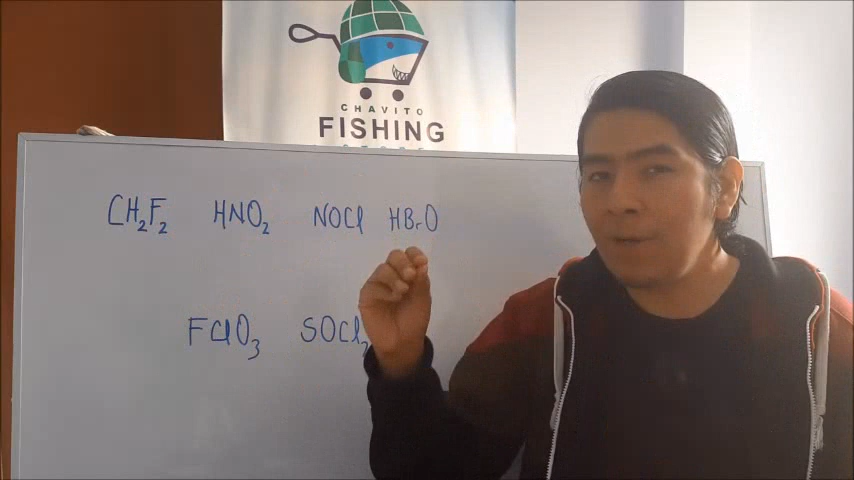 CHAVITO
FISHING
CH₂F₂ HNO₂ NOCl HBrO
FClO₃ SOCl₂